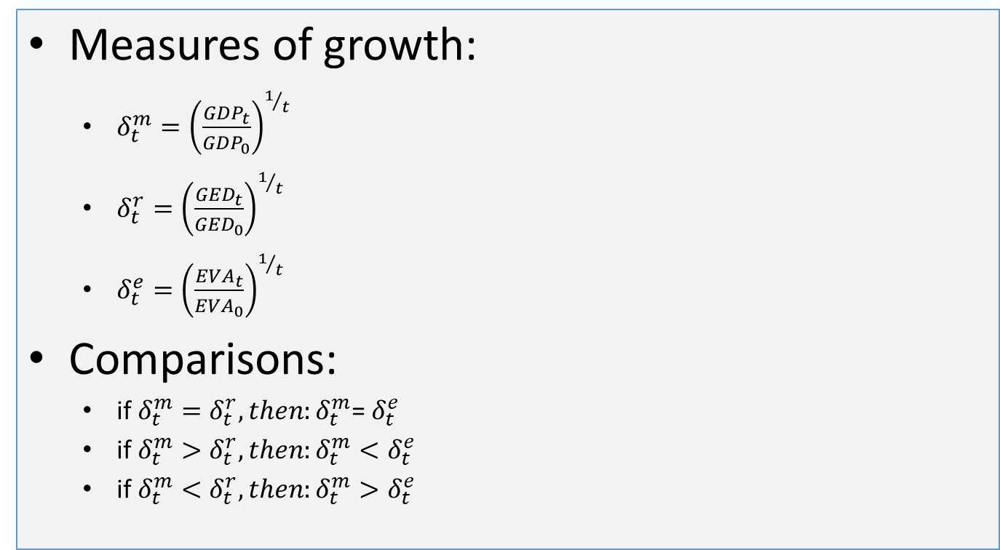 • Measures of growth:
• $\delta_t^m = \left(\frac{GDP_t}{GDP_0}\right)^{1/t}$
• $\delta_t^r = \left(\frac{GED_t}{GED_0}\right)^{1/t}$
• $\delta_t^e = \left(\frac{EVA_t}{EVA_0}\right)^{1/t}$
• Comparisons:
• if $\delta_t^m = \delta_t^r, then: \delta_t^m = \delta_t^e$
• if $\delta_t^m > \delta_t^r, then: \delta_t^m < \delta_t^e$
• if $\delta_t^m < \delta_t^r, then: \delta_t^m > \delta_t^e$